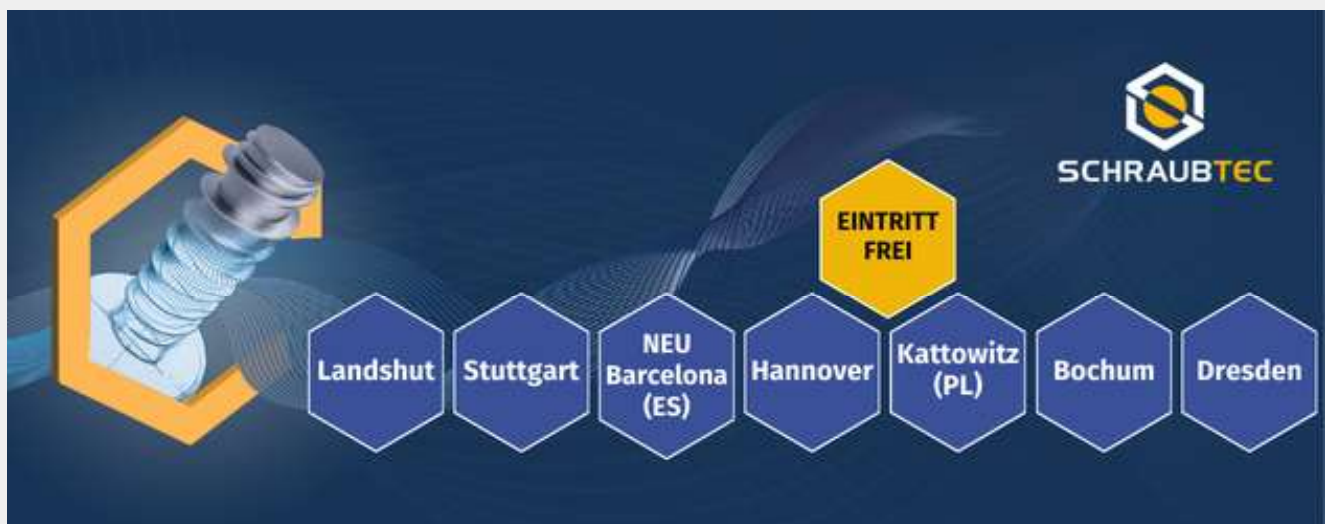 SCHRAUBTEC
EINTRITT
FREI
Landshut
Stuttgart
NEU
Barcelona
(ES)
Hannover
Kattowitz
(PL)
Bochum
Dresden